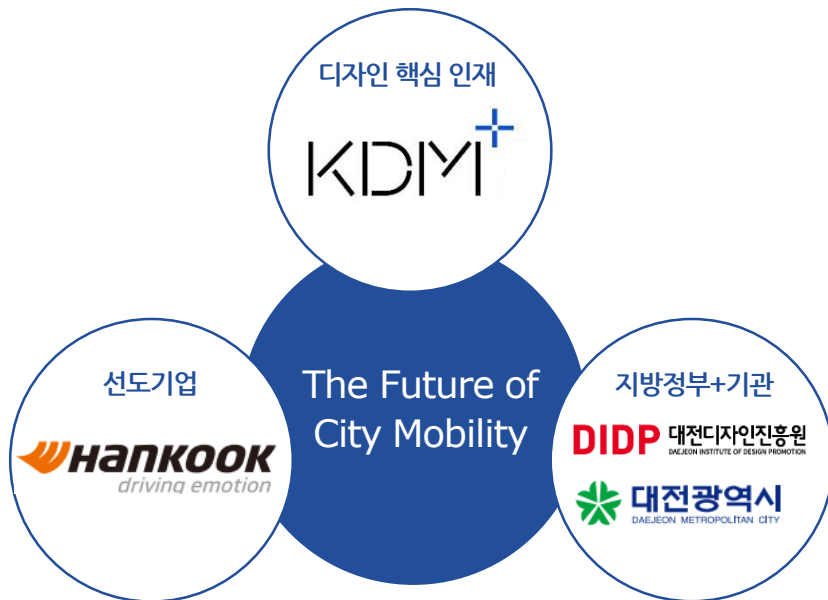 디자인 핵심 인재
KDM+
The Future of
City Mobility
선도기업
HANKOOK
driving emotion
지방정부+기관
DIDP 대전디자인진흥원
DAEJEON INSTITUTE OF DESIGN PROMOTION
대전광역시
DAEJEON METROPOLITAN CITY